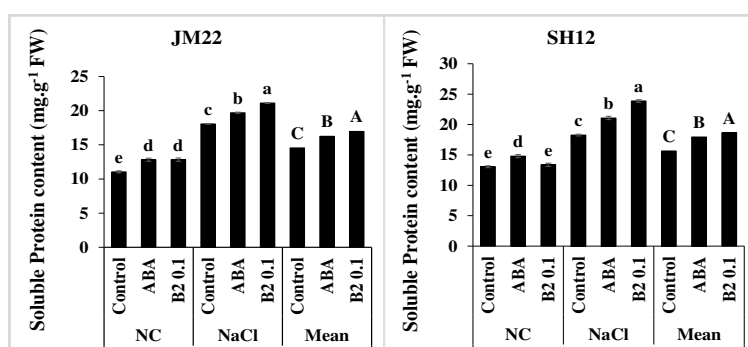 JM22
Soluble Protein content (mg.g-1 FW)
25
20
15
10
5
0
e
d
d
c
b
a
C
B
A
Control
ABA
B2 0.1
Control
ABA
B2 0.1
Control
ABA
B2 0.1
NC
NaCl
Mean
SH12
Soluble Protein content (mg.g-1 FW)
30
25
20
15
10
5
0
e
d
e
c
b
a
C
B
A
Control
ABA
B2 0.1
Control
ABA
B2 0.1
Control
ABA
B2 0.1
NC
NaCl
Mean